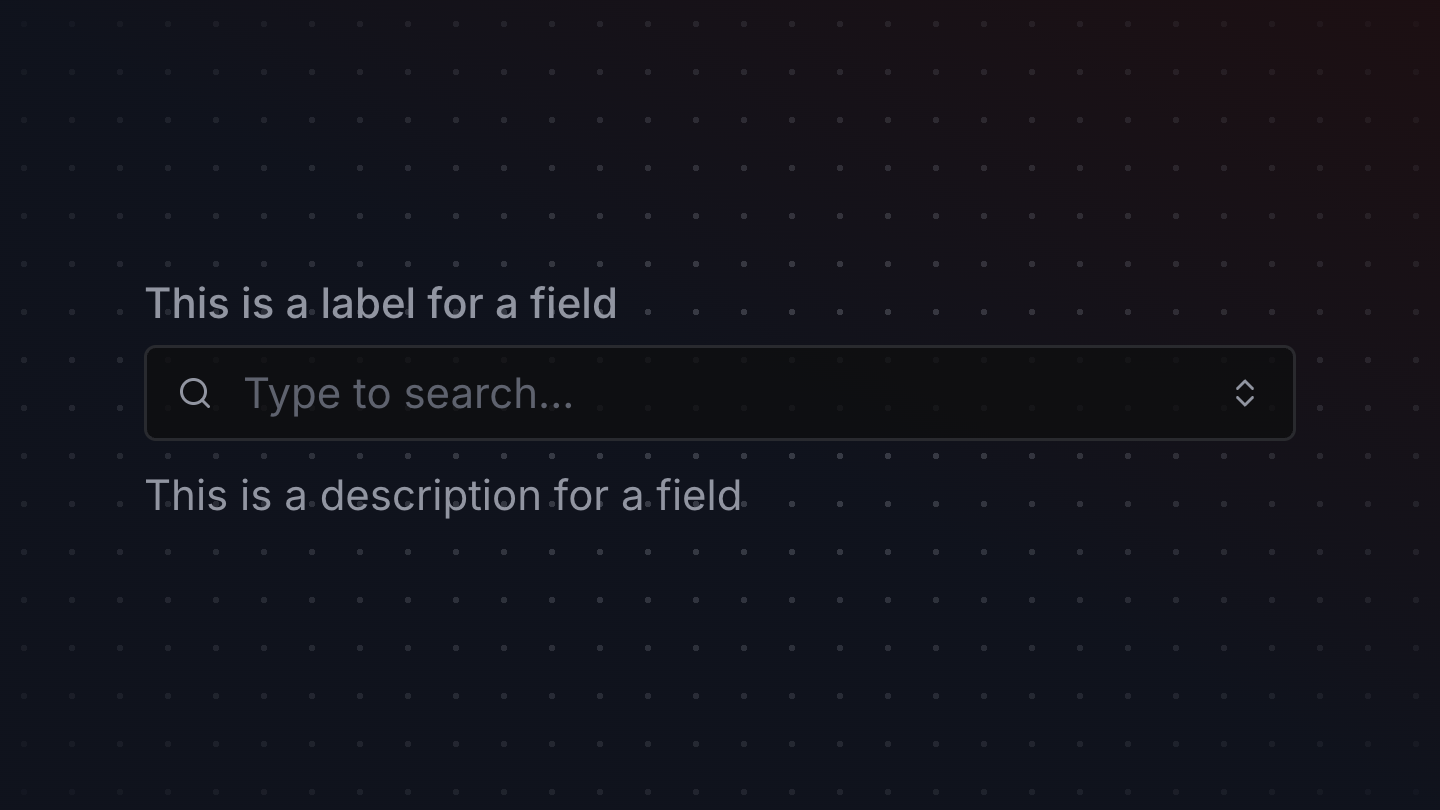 This is a label for a field
Type to search...
This is a description for a field